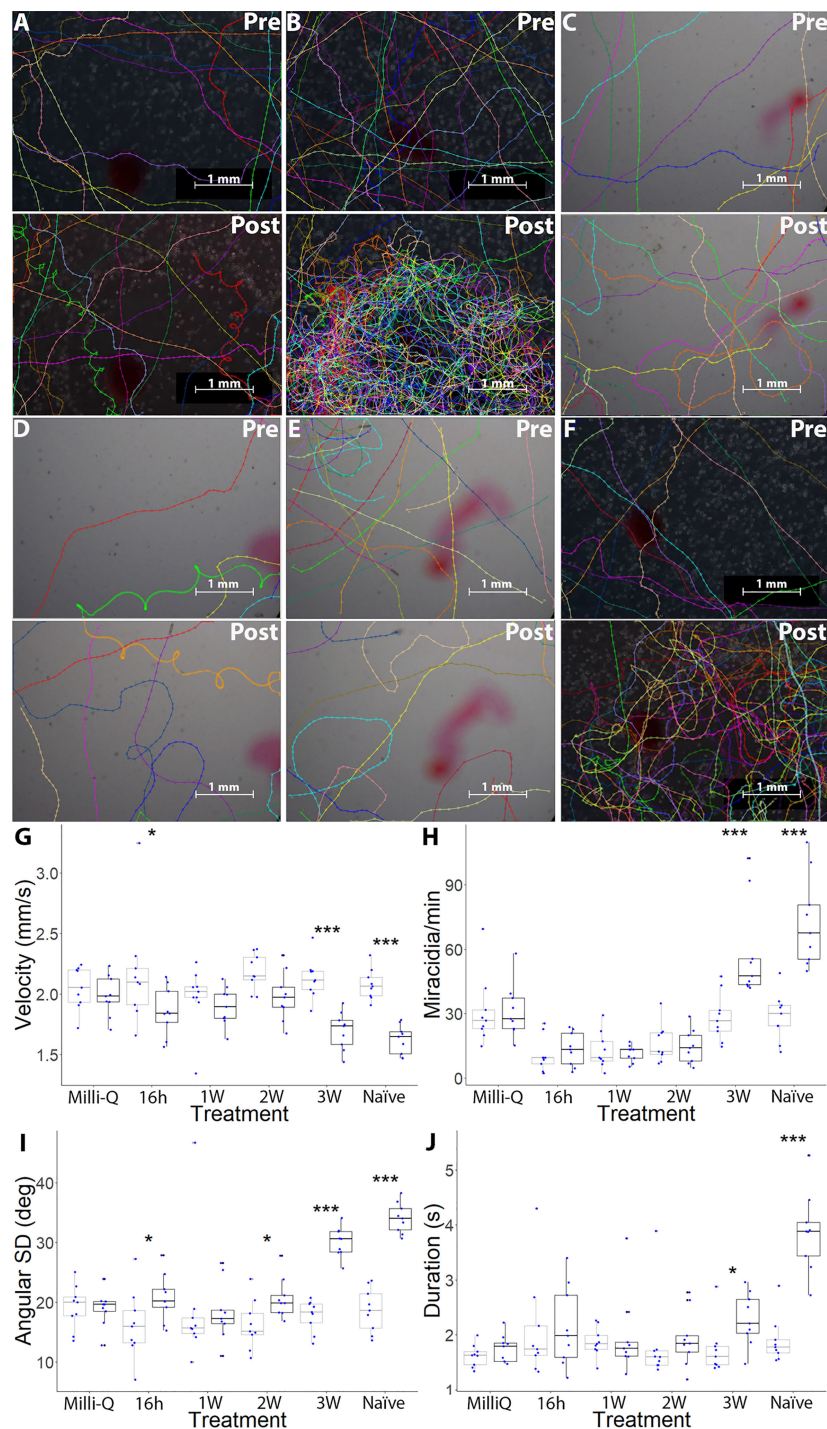 A Pre B Pre C Pre
1 mm 1 mm 1 mm
Post Post Post
1 mm 1 mm 1 mm
D Pre E Pre F Pre
1 mm 1 mm 1 mm
Post Post Post
1 mm 1 mm 1 mm
G
*
*** ***
Velocity (mm/s)
3.0
2.5
2.0
1.5
Milli-Q 16h 1W 2W 3W Naïve
Treatment
H
*** ***
Miracidia/min
90
60
30
0
Milli-Q 16h 1W 2W 3W Naïve
Treatment
I
* * *** ***
Angular SD (deg)
40
30
20
10
Milli-Q 16h 1W 2W 3W Naïve
Treatment
J
* ***
Duration (s)
5
4
3
2
1
MilliQ 16h 1W 2W 3W Naïve
Treatment